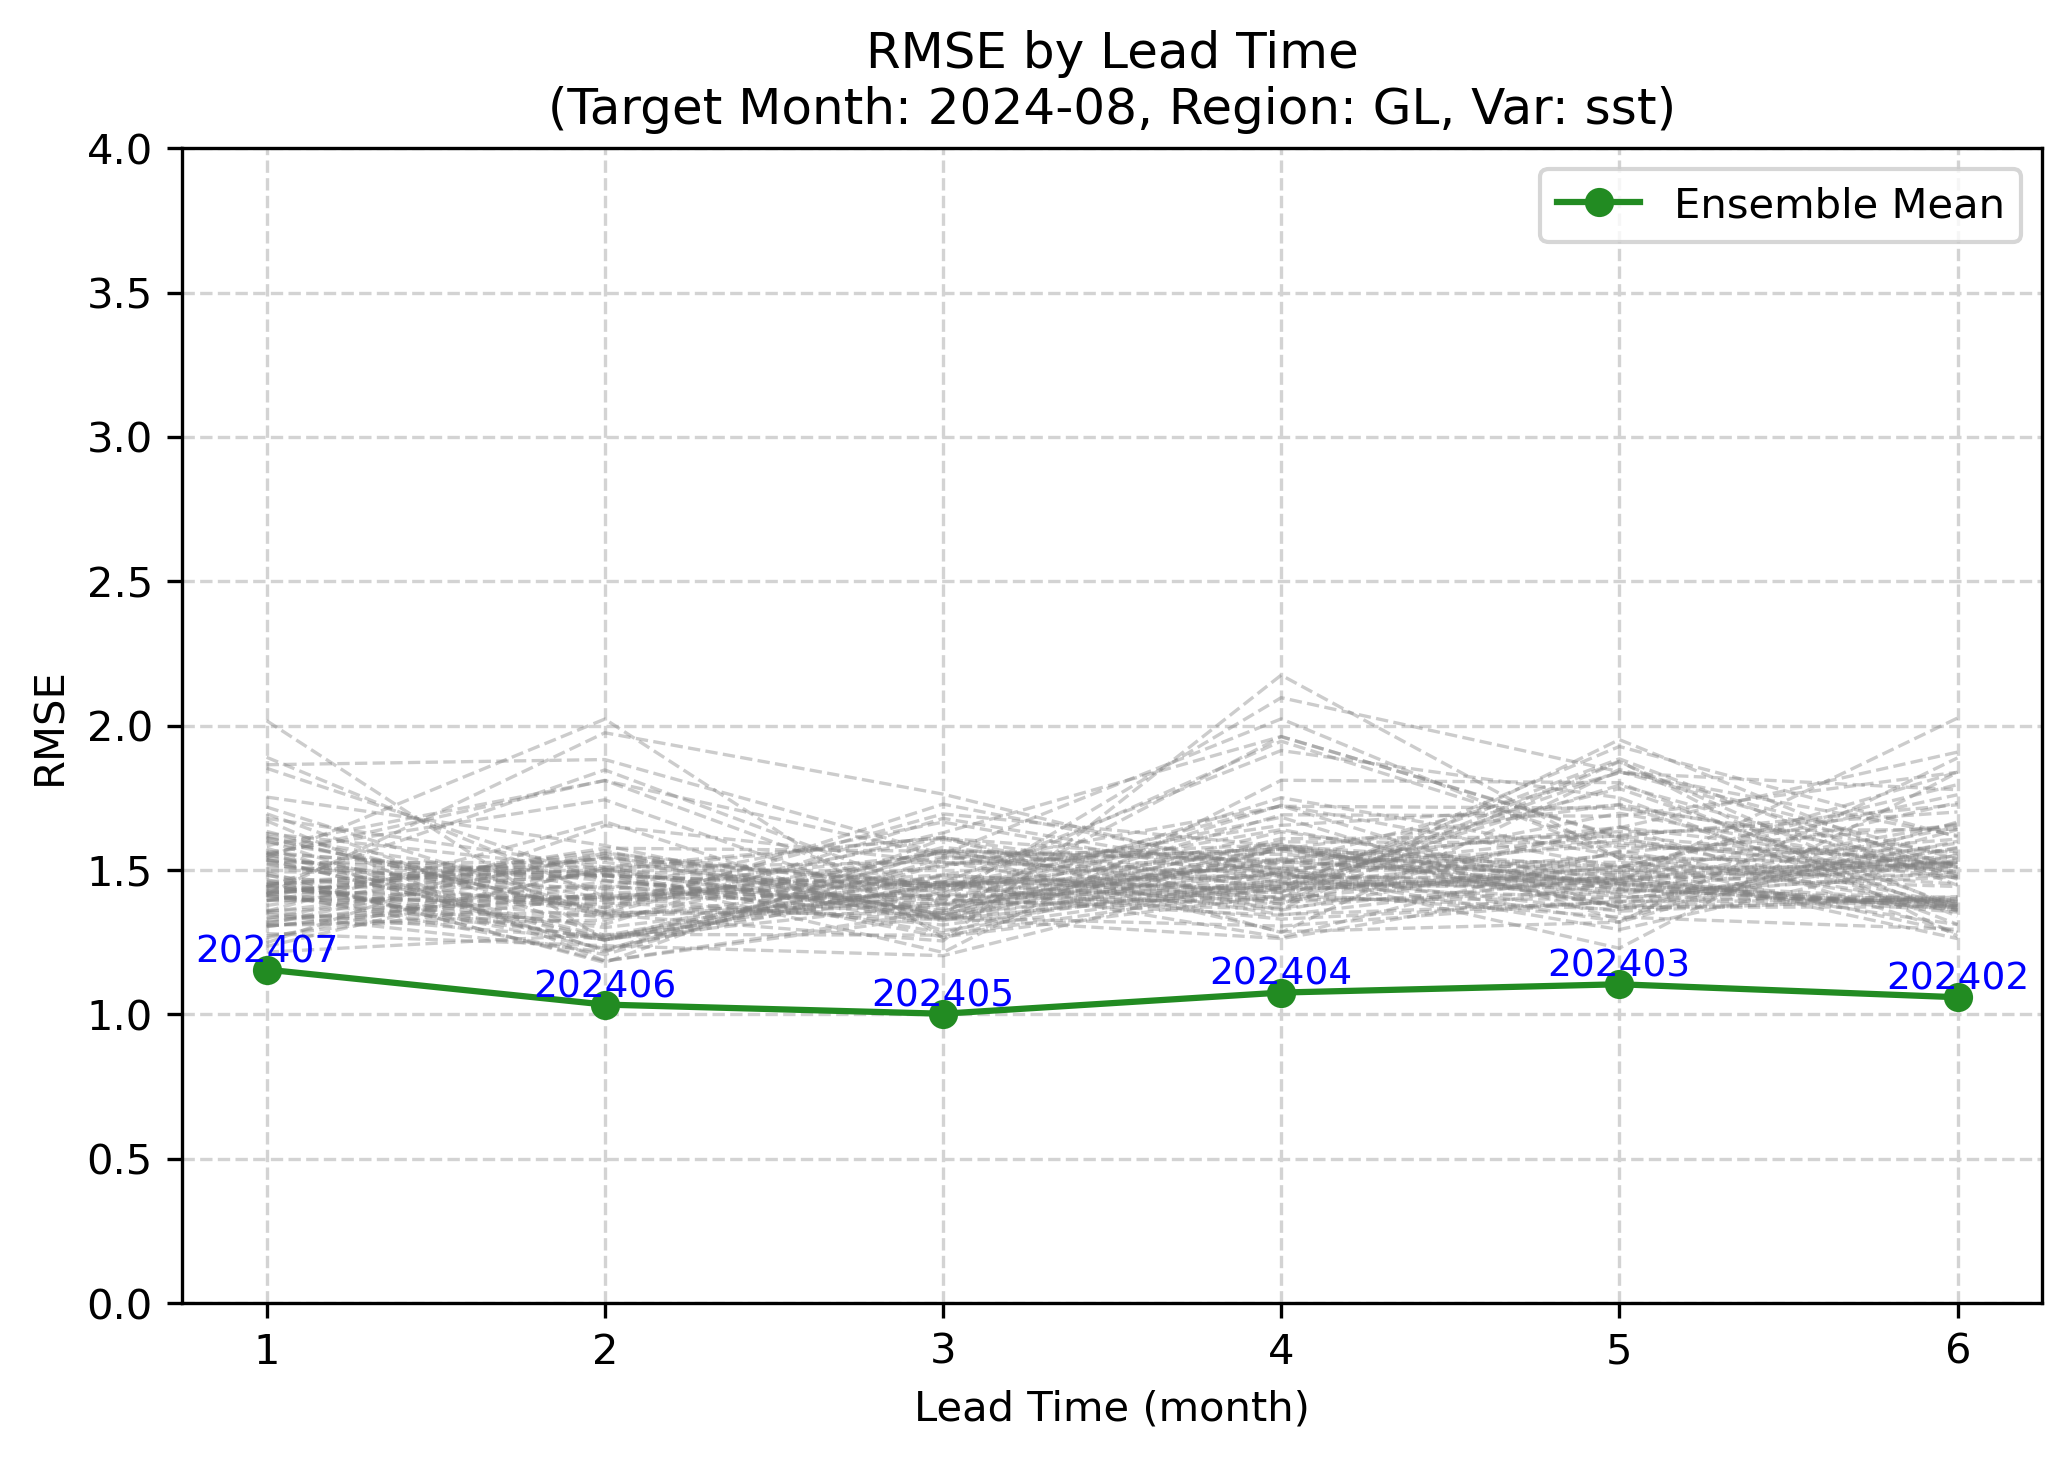 RMSE by Lead Time
(Target Month: 2024-08, Region: GL, Var: sst)
4.0
3.5
3.0
2.5
2.0
1.5
1.0
0.5
0.0
RMSE
Ensemble Mean
202407
202406
202405
202404
202403
202402
1 2 3 4 5 6
Lead Time (month)